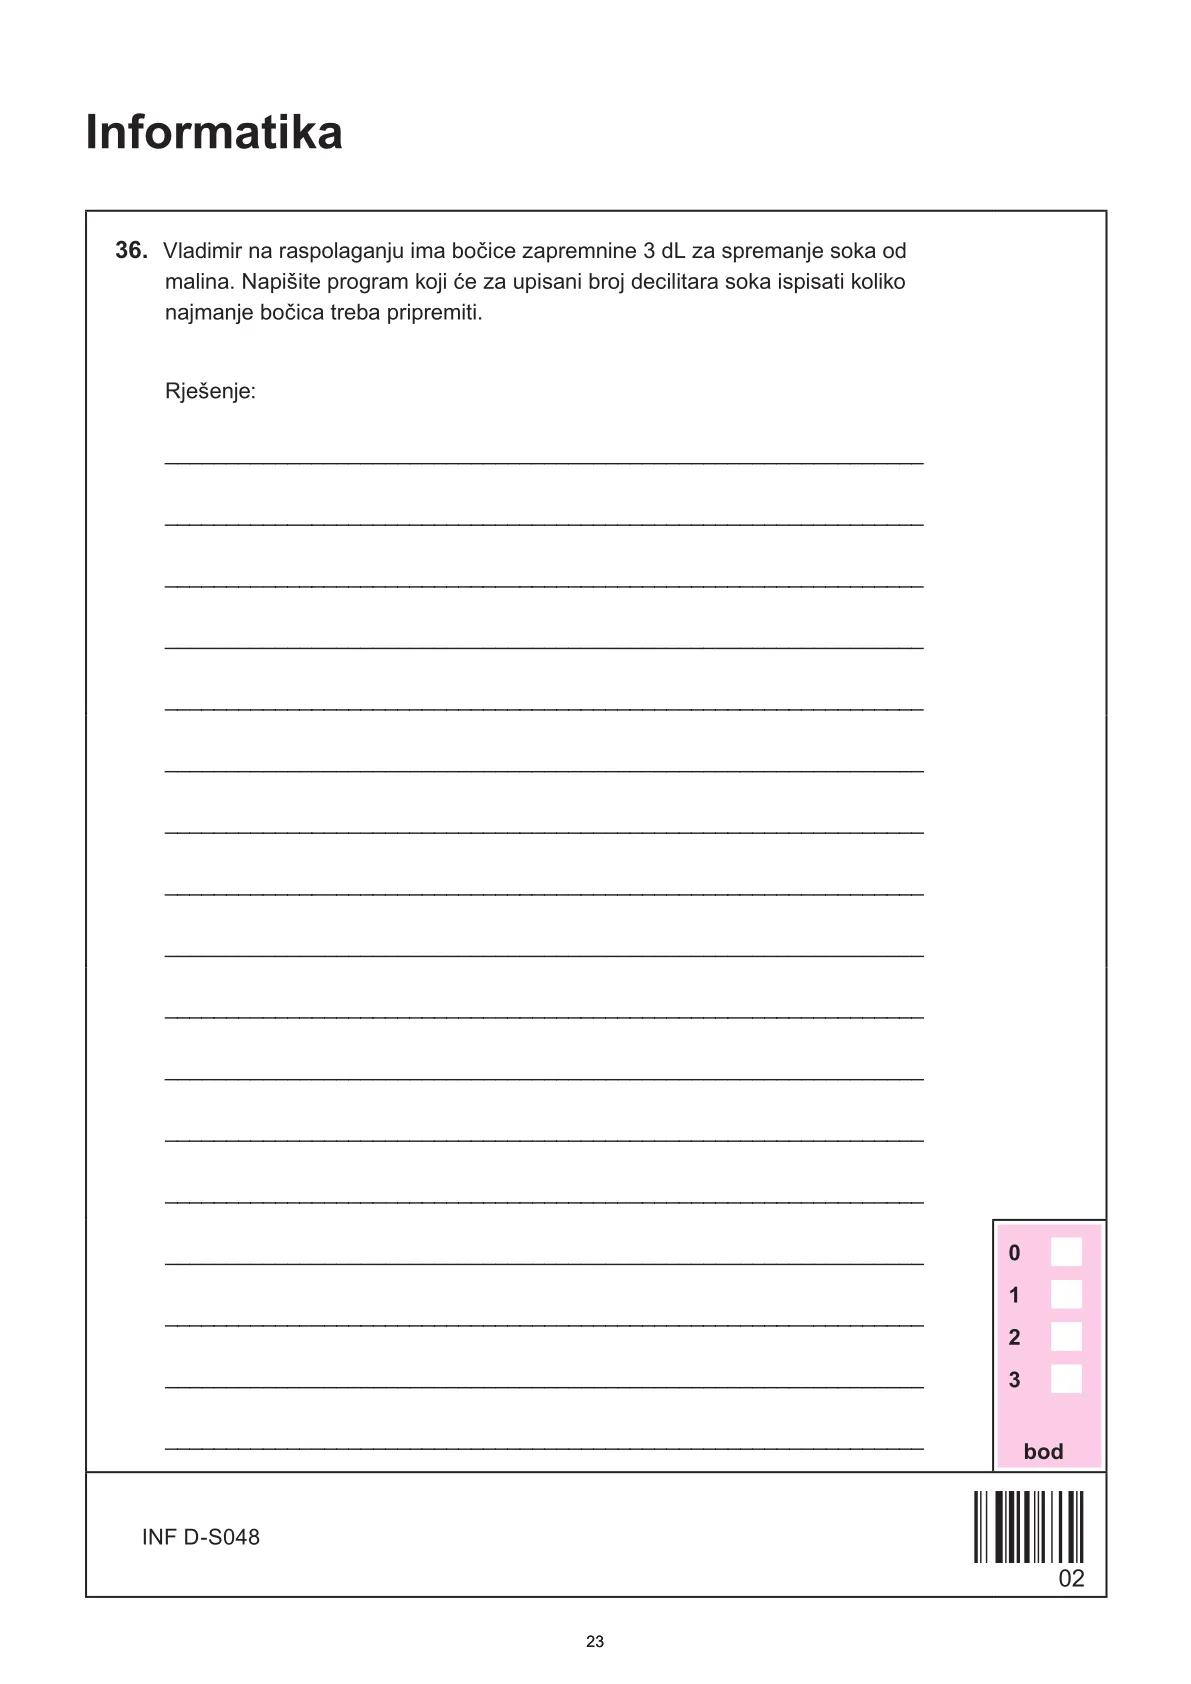 Informatika
36. Vladimir na raspolaganju ima bočice zapremnine 3 dL za spremanje soka od
malina. Napišite program koji će za upisani broj decilitara soka ispisati koliko
najmanje bočica treba pripremiti.
Rješenje:
0
1
2
3
bod
INF D-S048
02
23